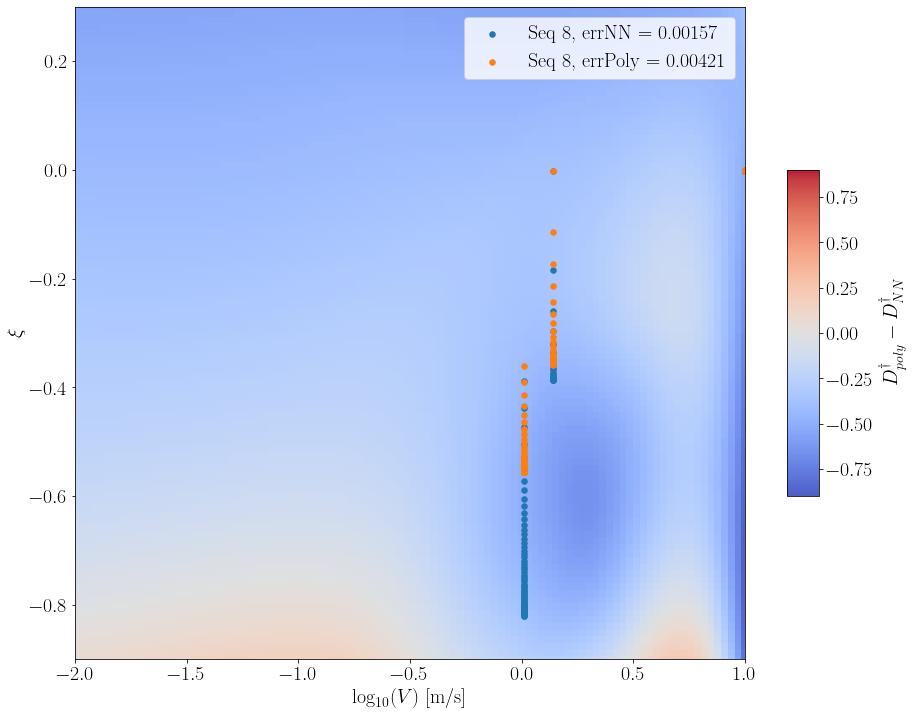 Seq 8, errNN = 0.00157
Seq 8, errPoly = 0.00421
0.2
0.0
−0.2
−0.4
−0.6
−0.8
ξ
−2.0 −1.5 −1.0 −0.5 0.0 0.5 1.0
log₁₀(V) [m/s]
0.75
0.50
0.25
0.00
−0.25
−0.50
−0.75
D†poly − D†NN